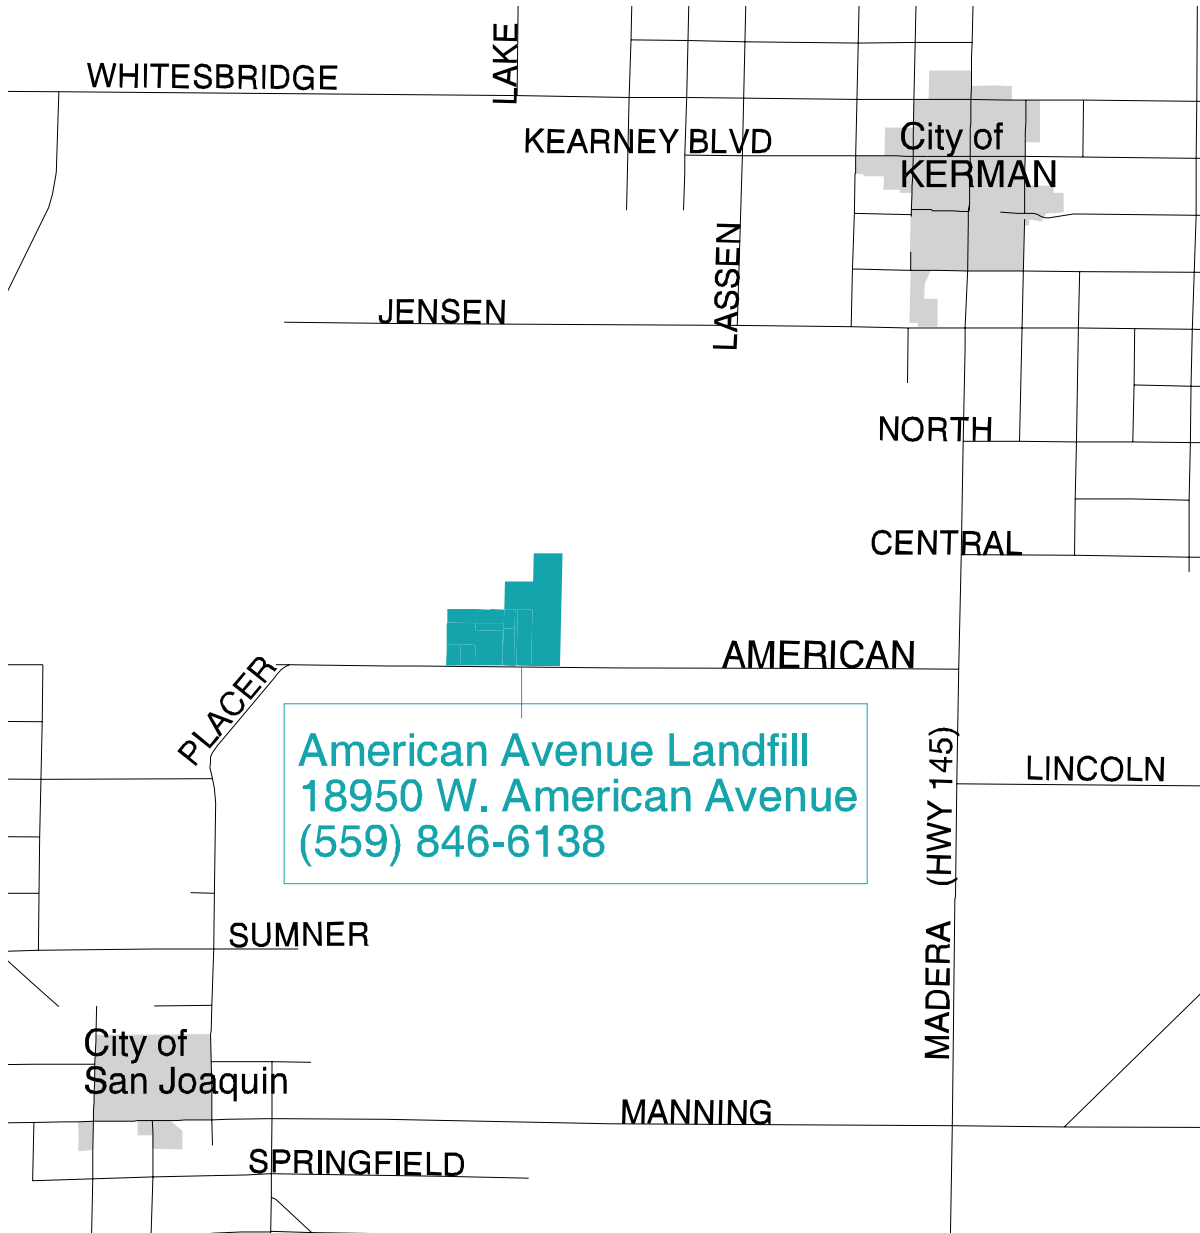 LAKE
WHITESBRIDGE
KEARNEY BLVD
City of
KERMAN
LASSEN
JENSEN
NORTH
CENTRAL
AMERICAN
PLACER
American Avenue Landfill
18950 W. American Avenue
(559) 846-6138
LINCOLN
MADERA (HWY 145)
SUMNER
City of
San Joaquin
MANNING
SPRINGFIELD